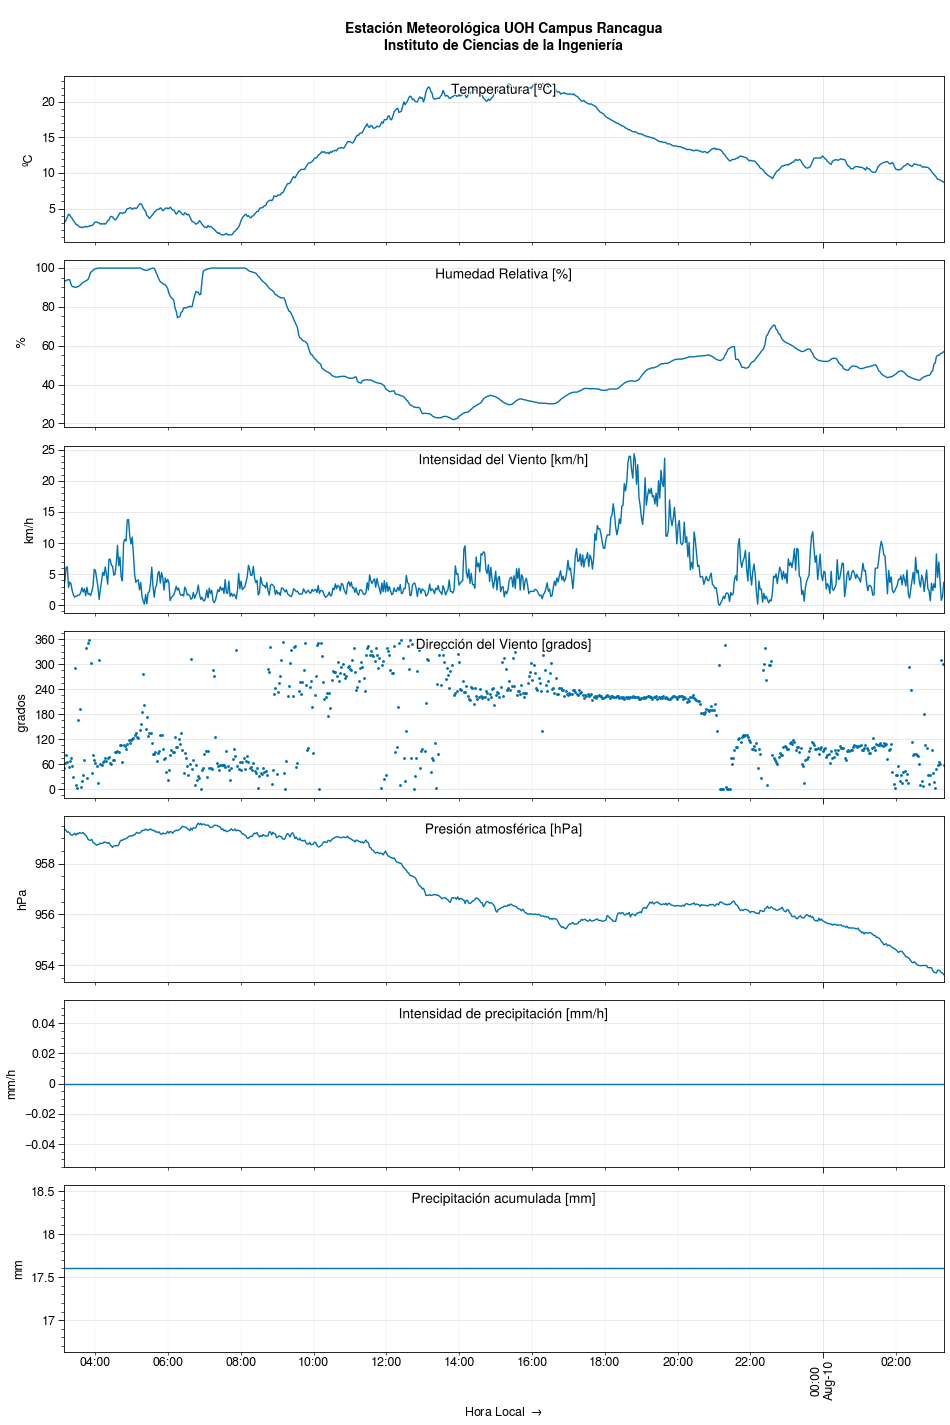 Estación Meteorológica UOH Campus Rancagua
Instituto de Ciencias de la Ingeniería
Temperatura [ºC]
20
15
10
5
ºC
Humedad Relativa [%]
100
80
60
40
20
%
Intensidad del Viento [km/h]
25
20
15
10
5
0
km/h
Dirección del Viento [grados]
360
300
240
180
120
60
0
grados
Presión atmosférica [hPa]
958
956
954
hPa
Intensidad de precipitación [mm/h]
0.04
0.02
0
−0.02
−0.04
mm/h
Precipitación acumulada [mm]
18.5
18
17.5
17
mm
04:00 06:00 08:00 10:00 12:00 14:00 16:00 18:00 20:00 22:00 00:00 02:00
Aug-10
Hora Local →